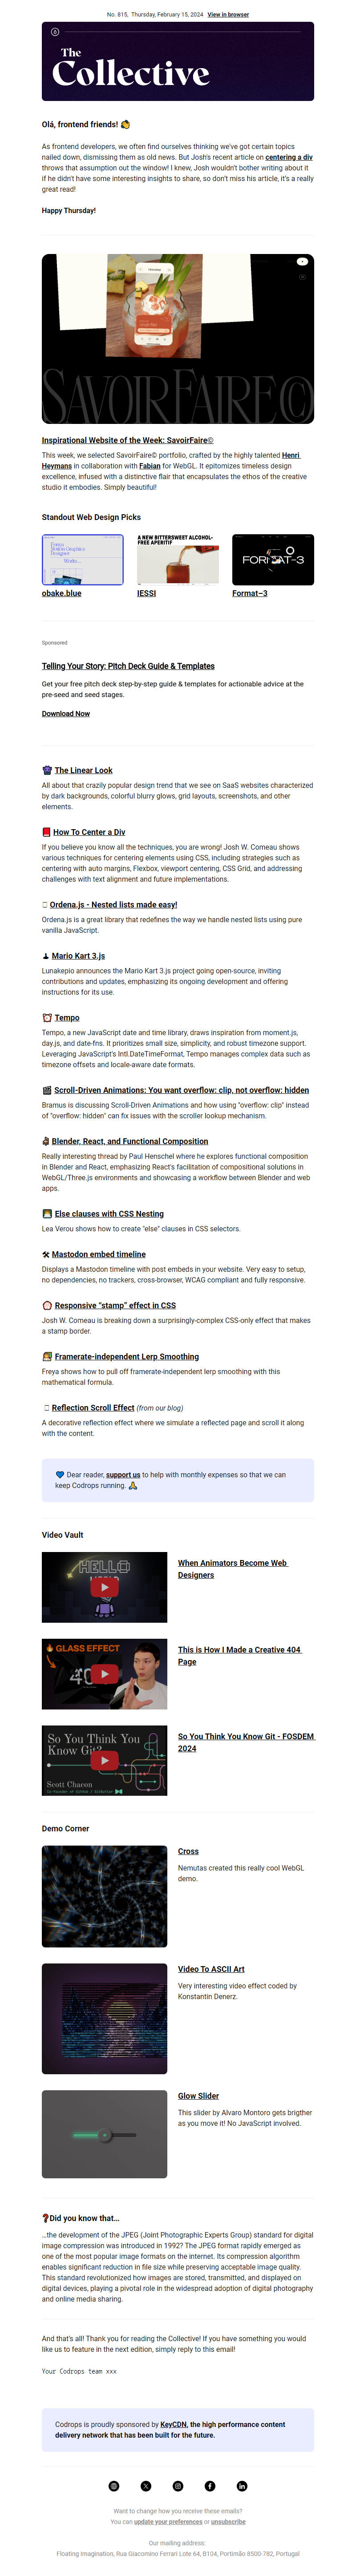 No. 815, Thursday, February 15, 2024 View in browser
The
Collective
Olá, frontend friends!
As frontend developers, we often find ourselves thinking we've got certain topics
nailed down, dismissing them as old news. But Josh's recent article on centering a div
throws that assumption out the window! I knew, Josh wouldn't bother writing about it
if he didn't have some interesting insights to share, so don't miss his article, it's a really
great read!
Happy Thursday!
SAVOIRFAIRE©
Inspirational Website of the Week: SavoirFaire©
This week, we selected SavoirFaire© portfolio, crafted by the highly talented Henri
Heymans in collaboration with Fabian for WebGL. It epitomizes timeless design
excellence, infused with a distinctive flair that encapsulates the ethos of the creative
studio it embodies. Simply beautiful!
Standout Web Design Picks
A NEW BITTERSWEET ALCOHOL-
FREE APERITIF
FORMAT-3
obake.blue
IESSI
Format–3
Sponsored
Telling Your Story: Pitch Deck Guide & Templates
Get your free pitch deck step-by-step guide & templates for actionable advice at the
pre-seed and seed stages.
Download Now
The Linear Look
All about that crazily popular design trend that we see on SaaS websites characterized
by dark backgrounds, colorful blurry glows, grid layouts, screenshots, and other
elements.
How To Center a Div
If you believe you know all the techniques, you are wrong! Josh W. Comeau shows
various techniques for centering elements using CSS, including strategies such as
centering with auto margins, Flexbox, viewport centering, CSS Grid, and addressing
challenges with text alignment and future implementations.
Ordena.js - Nested lists made easy!
Ordena.js is a great library that redefines the way we handle nested lists using pure
vanilla JavaScript.
Mario Kart 3.js
Lunakepio announces the Mario Kart 3.js project going open-source, inviting
contributions and updates, emphasizing its ongoing development and offering
instructions for its use.
Tempo
Tempo, a new JavaScript date and time library, draws inspiration from moment.js,
day.js, and date-fns. It prioritizes small size, simplicity, and robust timezone support.
Leveraging JavaScript's Intl.DateTimeFormat, Tempo manages complex data such as
timezone offsets and locale-aware date formats.
Scroll-Driven Animations: You want overflow: clip, not overflow: hidden
Bramus is discussing Scroll-Driven Animations and how using "overflow: clip" instead
of "overflow: hidden" can fix issues with the scroller lookup mechanism.
Blender, React, and Functional Composition
Really interesting thread by Paul Henschel where he explores functional composition
in Blender and React, emphasizing React's facilitation of compositional solutions in
WebGL/Three.js environments and showcasing a workflow between Blender and web
apps.
Else clauses with CSS Nesting
Lea Verou shows how to create "else" clauses in CSS selectors.
Mastodon embed timeline
Displays a Mastodon timeline with post embeds in your website. Very easy to setup,
no dependencies, no trackers, cross-browser, WCAG compliant and fully responsive.
Responsive “stamp” effect in CSS
Josh W. Comeau is breaking down a surprisingly-complex CSS-only effect that makes
a stamp border.
Framerate-independent Lerp Smoothing
Freya shows how to pull off framerate-independent lerp smoothing with this
mathematical formula.
Reflection Scroll Effect (from our blog)
A decorative reflection effect where we simulate a reflected page and scroll it along
with the content.
Dear reader, support us to help with monthly expenses so that we can
keep Codrops running.
Video Vault
HELLO
When Animators Become Web
Designers
GLASS EFFECT
This is How I Made a Creative 404
Page
So You Think You
Know Git?
Scott Chacon
So You Think You Know Git - FOSDEM
2024
Demo Corner
Cross
Nemutas created this really cool WebGL
demo.
Video To ASCII Art
Very interesting video effect coded by
Konstantin Denerz.
Glow Slider
This slider by Alvaro Montoro gets brigther
as you move it! No JavaScript involved.
Did you know that...
...the development of the JPEG (Joint Photographic Experts Group) standard for digital
image compression was introduced in 1992? The JPEG format rapidly emerged as
one of the most popular image formats on the internet. Its compression algorithm
enables significant reduction in file size while preserving acceptable image quality.
This standard revolutionized how images are stored, transmitted, and displayed on
digital devices, playing a pivotal role in the widespread adoption of digital photography
and online media sharing.
And that's all! Thank you for reading the Collective! If you have something you would
like us to feature in the next edition, simply reply to this email!
Your Codrops team xxx
Codrops is proudly sponsored by KeyCDN, the high performance content
delivery network that has been built for the future.
Want to change how you receive these emails?
You can update your preferences or unsubscribe
Our mailing address:
Floating Imagination, Rua Giacomino Ferrari Lote 64, B104, Portimão 8500-782, Portugal